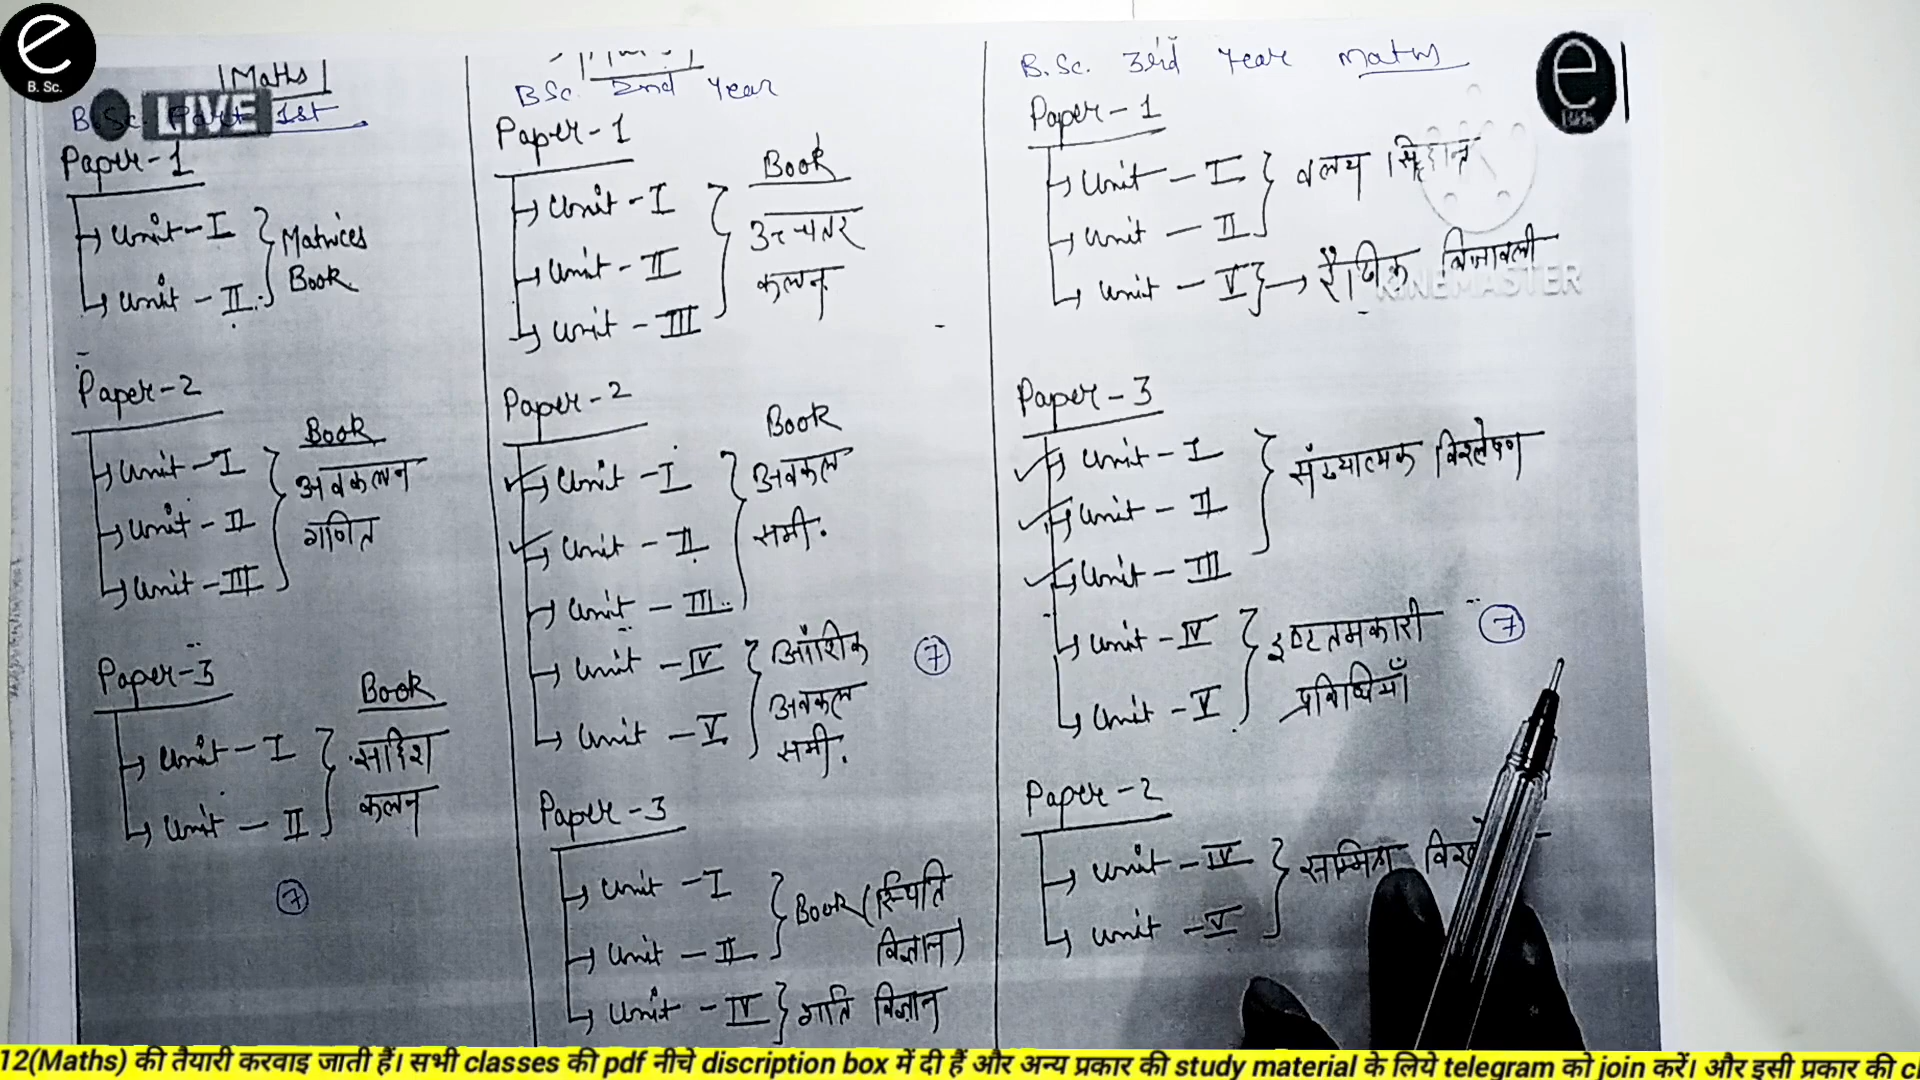 e
B. Sc.
Maths
LIVE
B.Sc. Part 1st
Paper-1
Unit-I
Unit-II
Matrices
Book
Paper-2
Unit-I
Unit-II
Unit-III
Book
अवकलन
गणित
Paper-3
Unit-I
Unit-II
Book
सदिश
कलन
7
BSc. 2nd Year
Paper-1
Unit-I
Unit-II
Unit-III
Book
उच्चतर
कलन
Paper-2
Unit-I
Unit-II
Unit-III
Book
अवकल
समी.
Unit-IV
Unit-V
आंशिक
अवकल
समी.
7
Paper-3
Unit-I
Unit-II
Book (स्थिति
विज्ञान)
Unit-IV } गति विज्ञान
B.Sc. 3rd Year Maths
e
Paper-1
Unit-I
Unit-II
वलय सिद्धान्त
Unit-V } → रैखिक
KINEMASTER
Paper-3
Unit-I
Unit-II
Unit-III
संख्यात्मक विश्लेषण
Unit-IV
Unit-V
इष्टतमकारी
प्रविधियाँ
7
Paper-2
Unit-IV
Unit-V
सम्मिश्र
12(Maths) की तैयारी करवाई जाती हैं। सभी classes की pdf नीचे discription box में दी हैं और अन्य प्रकार की study material के लिये telegram को join करें। और इसी प्रकार की